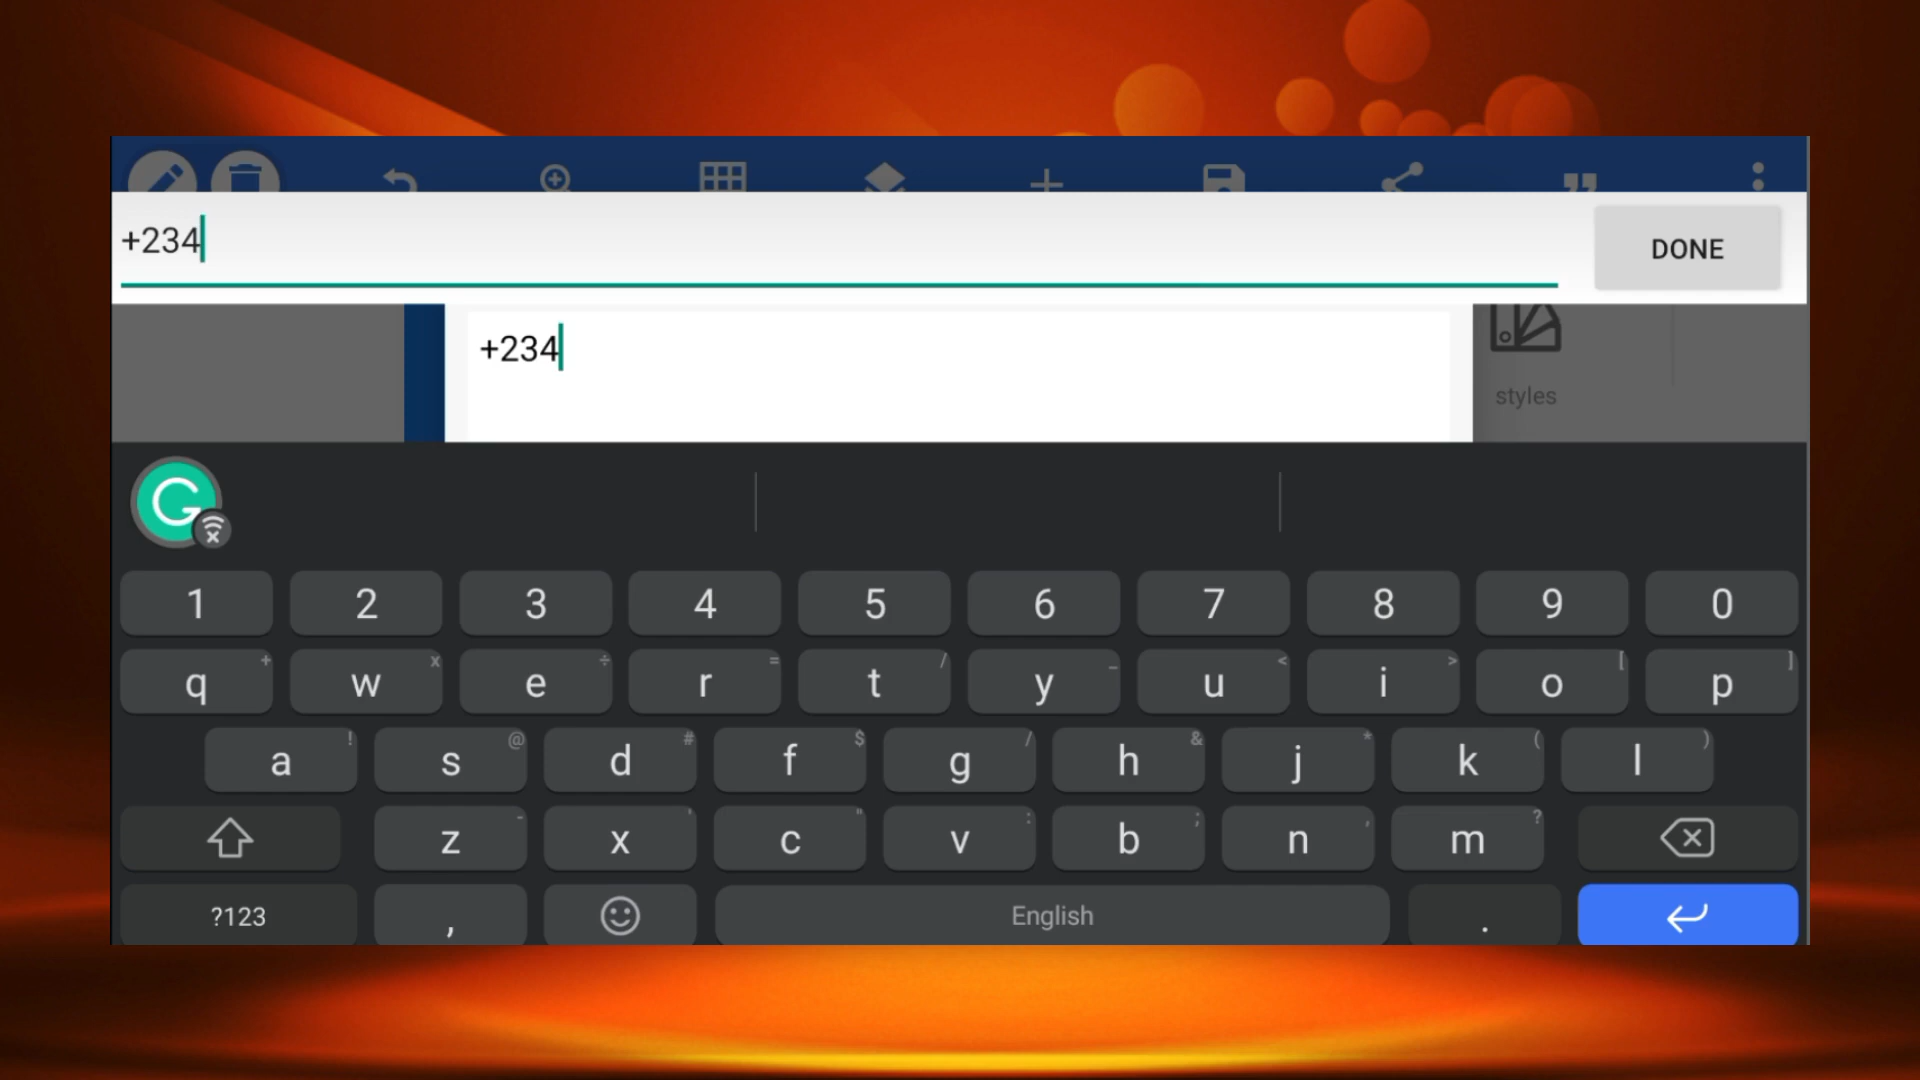 +234
DONE
+234
styles
1 2 3 4 5 6 7 8 9 0
q + w x e ÷ r = t / y _ u < i > o [ p ]
a ! s @ d # f $ g / h & j * k ( l )
z - x ' c " v : b ; n , m ?
?123 , English .